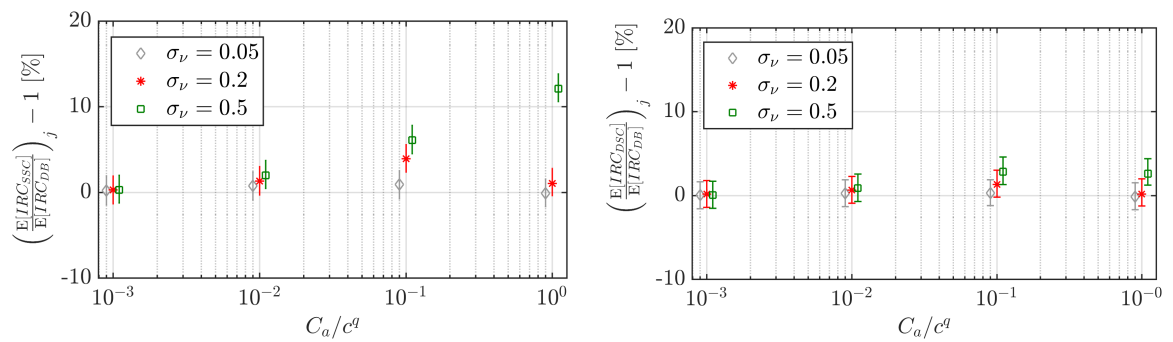 (E[IRC_SSC]/E[IRC_DB])_j − 1 [%]
20
10
0
-10
σ_ν = 0.05
σ_ν = 0.2
σ_ν = 0.5
10^−3
10^−2
10^−1
10^0
C_a/c^q
(E[IRC_DSC]/E[IRC_DB])_j − 1 [%]
20
10
0
-10
σ_ν = 0.05
σ_ν = 0.2
σ_ν = 0.5
10^−3
10^−2
10^−1
10^−0
C_a/c^q